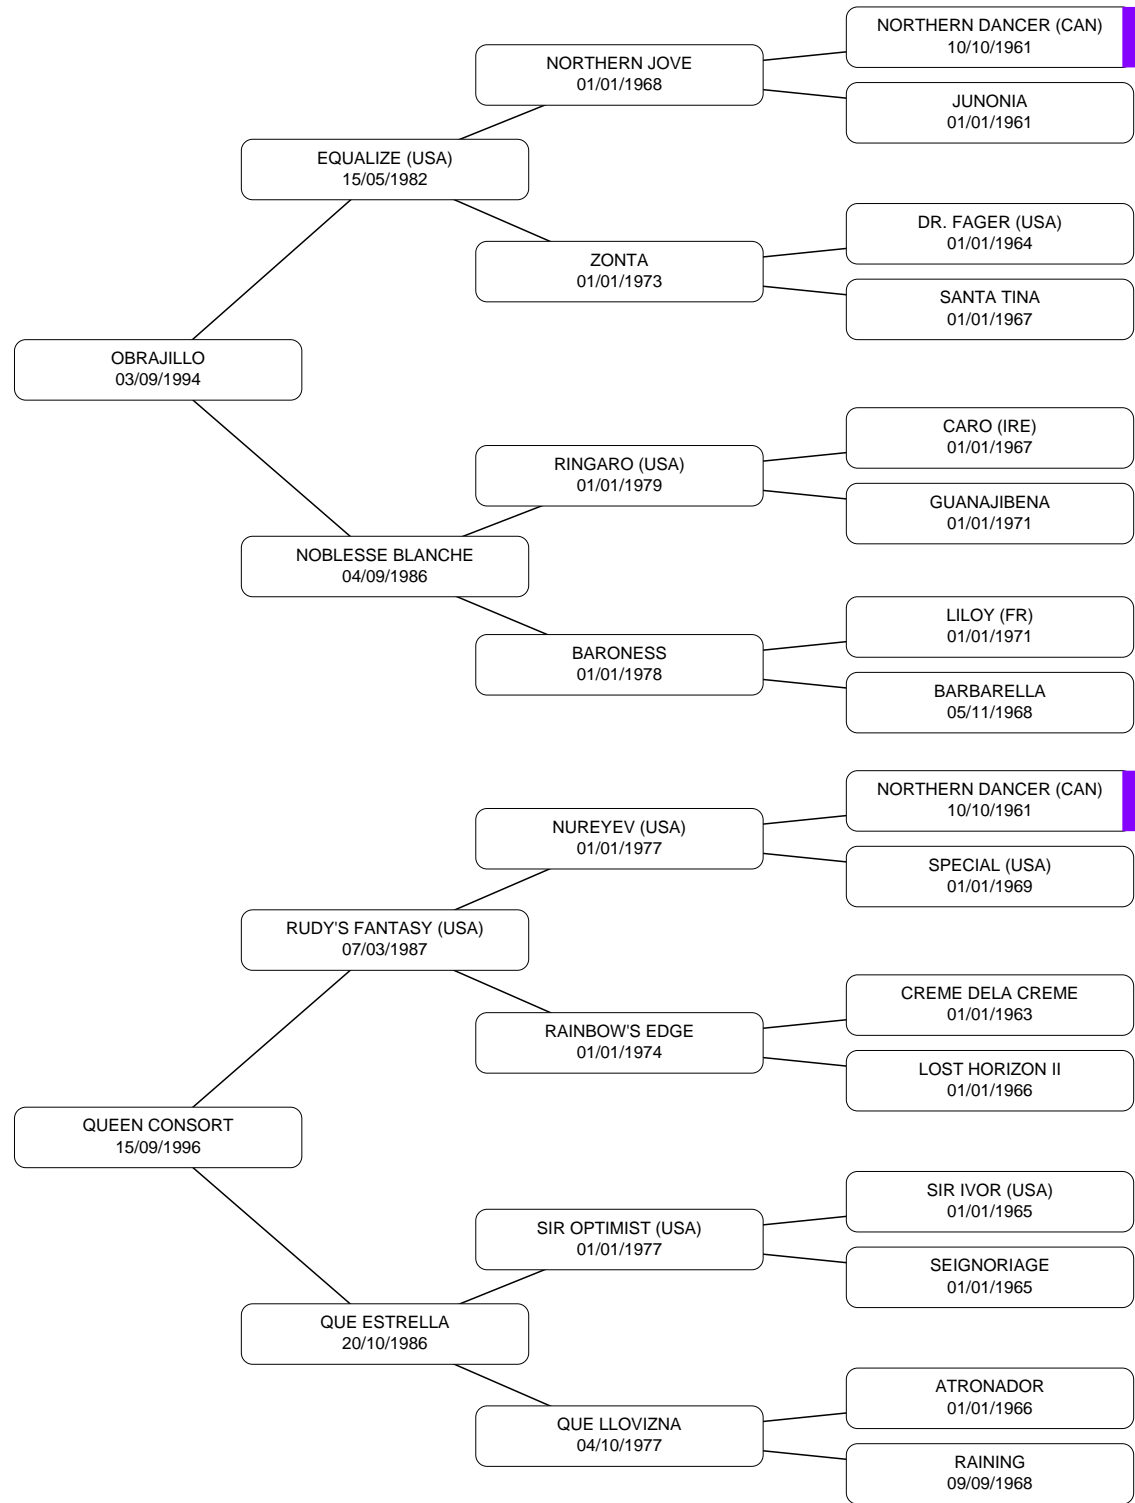 NORTHERN DANCER (CAN)
10/10/1961
NORTHERN JOVE
01/01/1968
JUNONIA
01/01/1961
EQUALIZE (USA)
15/05/1982
DR. FAGER (USA)
01/01/1964
ZONTA
01/01/1973
SANTA TINA
01/01/1967
OBRAJILLO
03/09/1994
CARO (IRE)
01/01/1967
RINGARO (USA)
01/01/1979
GUANAJIBENA
01/01/1971
NOBLESSE BLANCHE
04/09/1986
LILOY (FR)
01/01/1971
BARONESS
01/01/1978
BARBARELLA
05/11/1968
NORTHERN DANCER (CAN)
10/10/1961
NUREYEV (USA)
01/01/1977
SPECIAL (USA)
01/01/1969
RUDY'S FANTASY (USA)
07/03/1987
CREME DELA CREME
01/01/1963
RAINBOW'S EDGE
01/01/1974
LOST HORIZON II
01/01/1966
QUEEN CONSORT
15/09/1996
SIR IVOR (USA)
01/01/1965
SIR OPTIMIST (USA)
01/01/1977
SEIGNORIAGE
01/01/1965
QUE ESTRELLA
20/10/1986
ATRONADOR
01/01/1966
QUE LLOVIZNA
04/10/1977
RAINING
09/09/1968